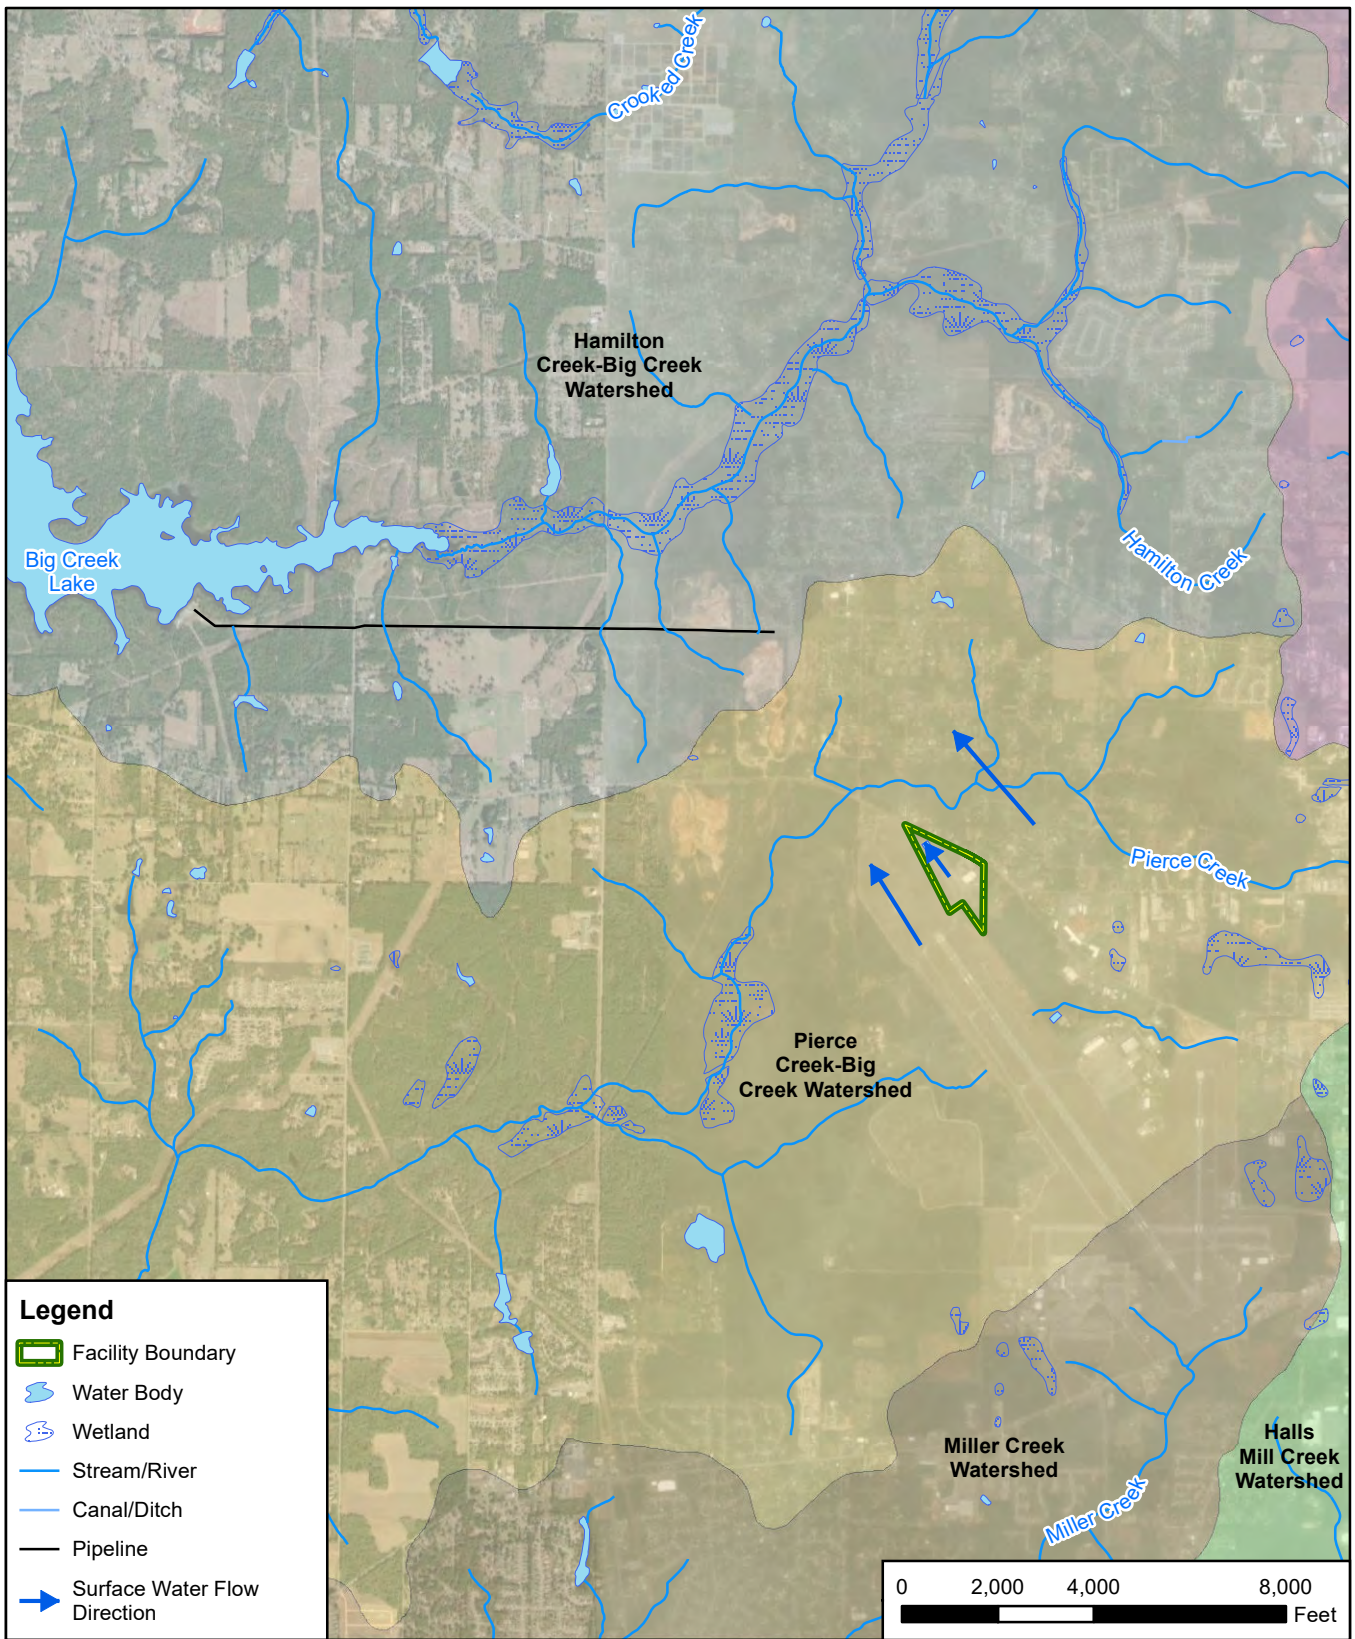 Crooked Creek
Hamilton
Creek-Big Creek
Watershed
Big Creek
Lake
Hamilton Creek
Pierce Creek
Pierce
Creek-Big
Creek Watershed
Miller Creek
Watershed
Halls
Mill Creek
Watershed
Miller Creek
Legend
Facility Boundary
Water Body
Wetland
Stream/River
Canal/Ditch
Pipeline
Surface Water Flow
Direction
0 2,000 4,000 8,000
Feet